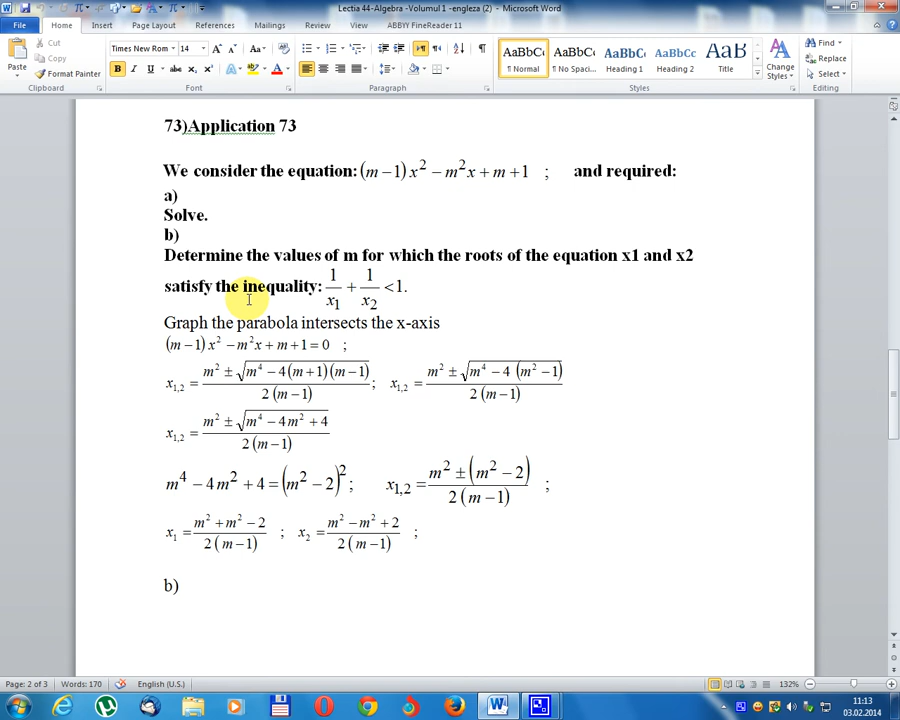 Lectia 44-Algebra -Volumul 1 -engleza (2) - Microsoft Word
File Home Insert Page Layout References Mailings Review View ABBYY FineReader 11
Cut
Copy
Format Painter
Paste
Times New Rom 14
Clipboard Font Paragraph Styles Editing
AaBbCc Normal
AaBbCc No Spaci...
AaBbC Heading 1
AaBbCc Heading 2
AaB Title
Change Styles
Find
Replace
Select
73)Application 73
We consider the equation: (m−1)x² −m²x+m+1 ; and required:
a)
Solve.
b)
Determine the values of m for which the roots of the equation x1 and x2
satisfy the inequality: 1/x₁ + 1/x₂ <1.
Graph the parabola intersects the x-axis
(m−1)x² −m²x+m+1=0 ;
x₁,₂ = (m² ± √(m⁴ −4(m+1)(m−1))) / (2(m−1)) ; x₁,₂ = (m² ± √(m⁴ −4(m² −1))) / (2(m−1))
x₁,₂ = (m² ± √(m⁴ −4m² +4)) / (2(m−1))
m⁴ −4m² +4=(m² −2)² ; x₁,₂ = (m² ±(m² −2)) / (2(m−1)) ;
x₁ = (m² +m² −2) / (2(m−1)) ; x₂ = (m² −m² +2) / (2(m−1)) ;
b)
Page: 2 of 3 Words: 170 English (U.S.) 132%
11:13
03.02.2014